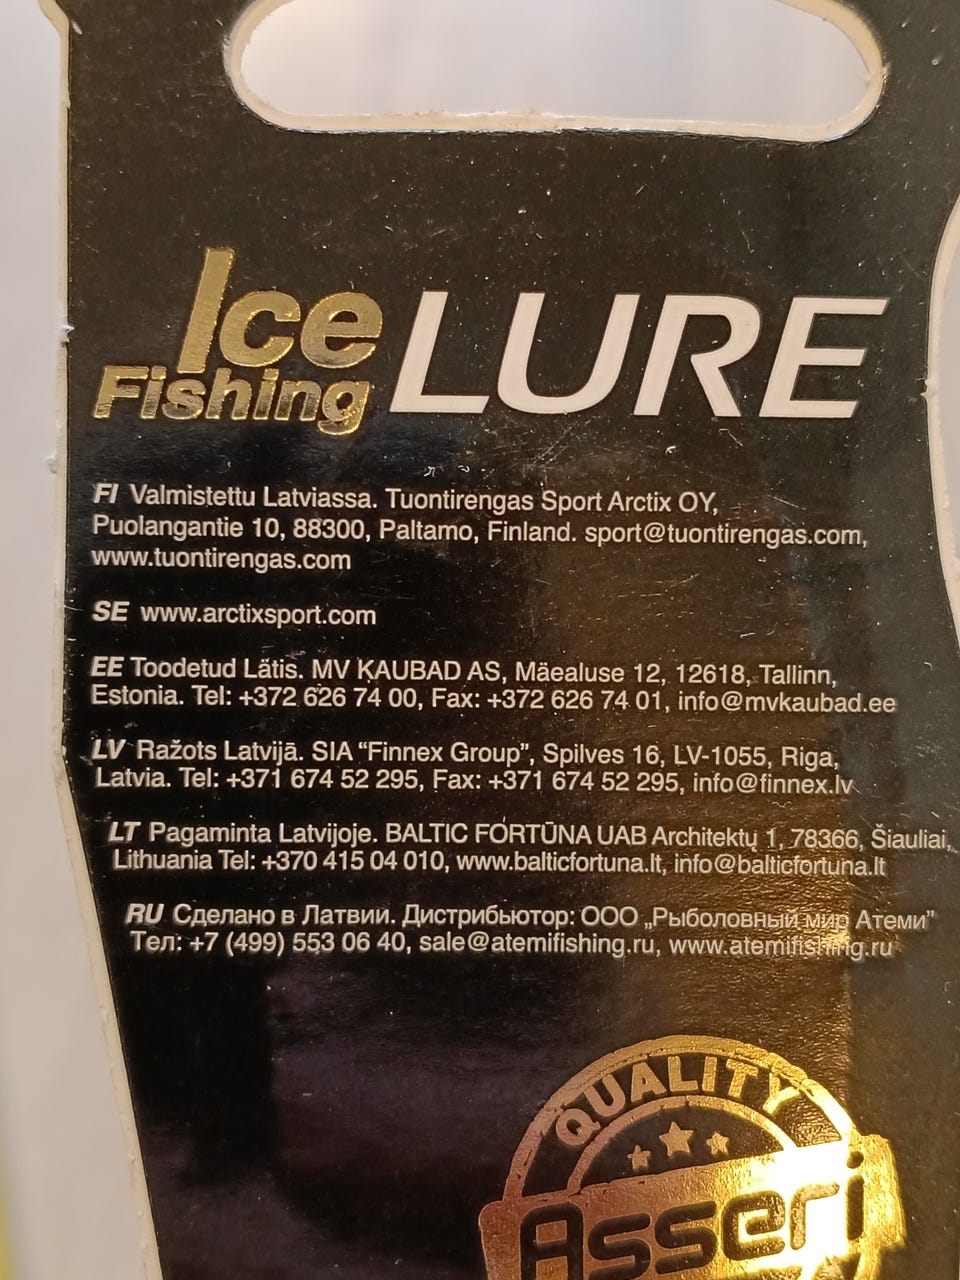 Ice
Fishing LURE
FI Valmistettu Latviassa. Tuontirengas Sport Arctix OY,
Puolangantie 10, 88300, Paltamo, Finland. sport@tuontirengas.com,
www.tuontirengas.com
SE www.arctixsport.com
EE Toodetud Lätis. MV ĶAUBAD AS, Mäealuse 12, 12618, Tallinn,
Estonia. Tel: +372 626 74 00, Fax: +372 626 74 01, info@mvkaubad.ee
LV Ražots Latvijā. SIA "Finnex Group", Spilves 16, LV-1055, Riga,
Latvia. Tel: +371 674 52 295, Fax: +371 674 52 295, info@finnex.lv
LT Pagaminta Latvijoje. BALTIC FORTŪNA UAB Architektų 1, 78366, Šiauliai,
Lithuania Tel: +370 415 04 010, www.balticfortuna.lt, info@balticfortuna.lt
RU Сделано в Латвии. Дистрибьютор: ООО „Рыболовный мир Атеми"
Тел: +7 (499) 553 06 40, sale@atemifishing.ru, www.atemifishing.ru
QUALITY
Asseri